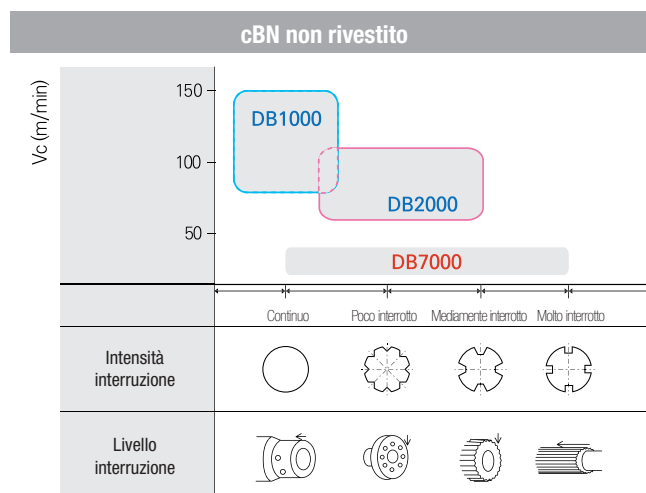 cBN non rivestito
Vc (m/min)
150
100
50
DB1000
DB2000
DB7000
Continuo
Poco interrotto
Mediamente interrotto
Molto interrotto
Intensità
interruzione
Livello
interruzione